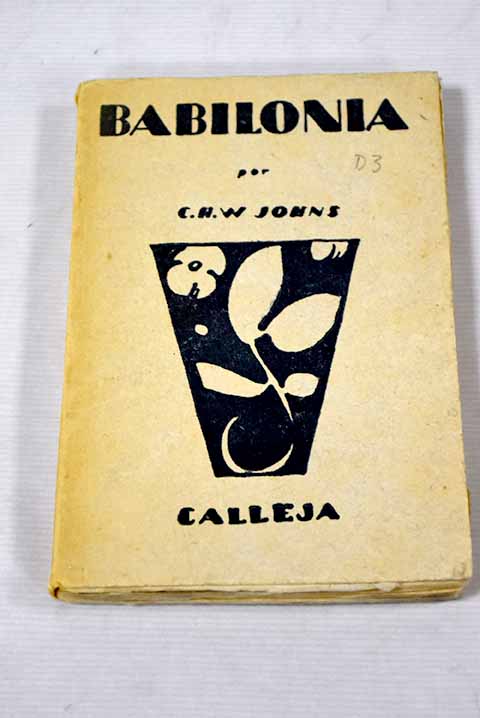 BABILONIA
D3
por
C.H.W JOHNS
CALLEJA